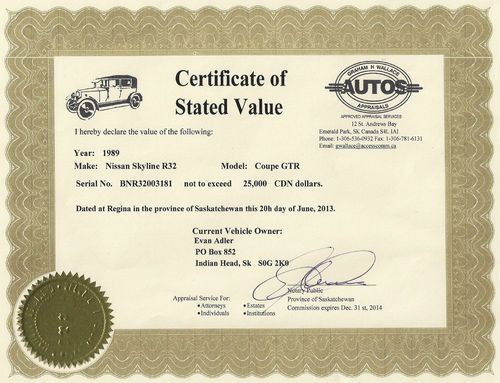 Certificate of
Stated Value
GRAHAM H WALLACE
AUTOS
APPRAISALS
APPROVED APPRAISAL SERVICES
12 St. Andrews Bay
Emerald Park, SK Canada S4L 1A1
Phone: 1-306-536-0932 Fax: 1-306-781-6131
Email: gwallace@accesscomm.ca
I hereby declare the value of the following:
Year: 1989
Make: Nissan Skyline R32 Model: Coupe GTR
Serial No. BNR32003181 not to exceed 25,000 CDN dollars.
Dated at Regina in the province of Saskatchewan this 20h day of June, 2013.
Current Vehicle Owner:
Evan Adler
PO Box 852
Indian Head, Sk S0G 2K0
Notary Public
Province of Saskatchewan
Commission expires Dec. 31st, 2014
Appraisal Service For:
•Attorneys •Estates
•Individuals •Institutions